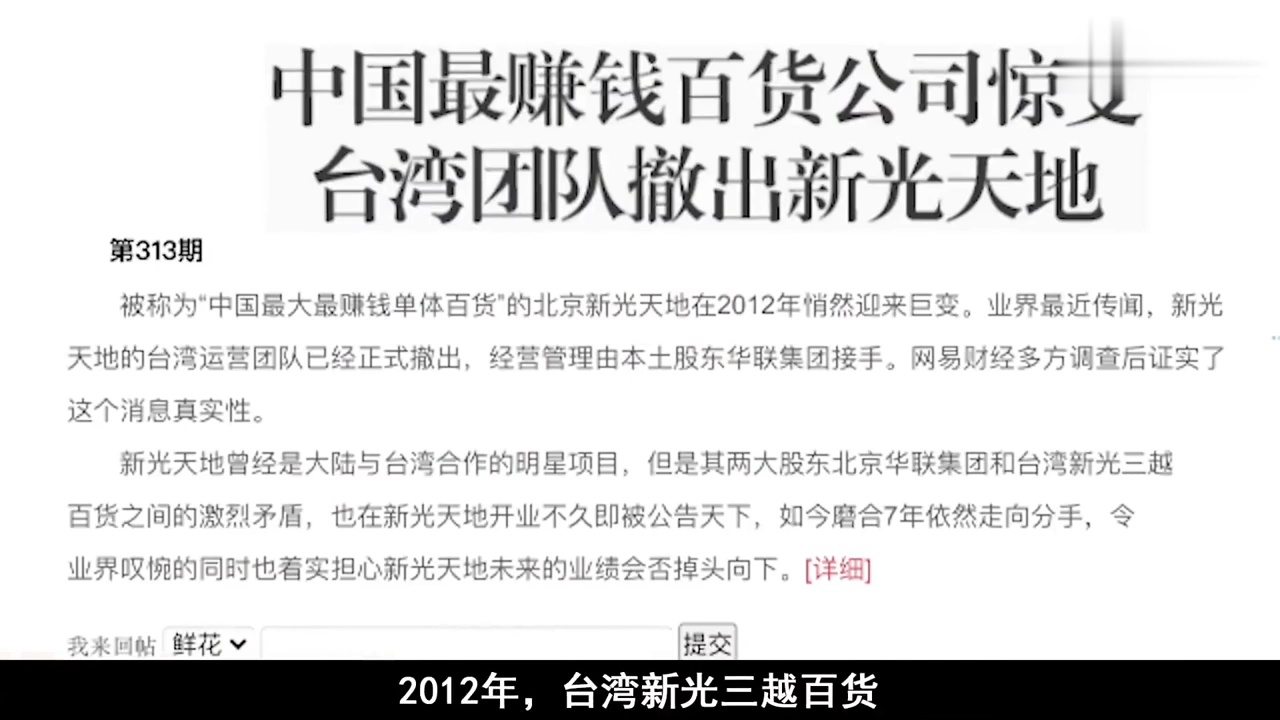 中国最赚钱百货公司惊
台湾团队撤出新光天地
第313期
被称为“中国最大最赚钱单体百货”的北京新光天地在2012年悄然迎来巨变。业界最近传闻，新光
天地的台湾运营团队已经正式撤出，经营管理由本土股东华联集团接手。网易财经多方调查后证实了
这个消息真实性。
新光天地曾经是大陆与台湾合作的明星项目，但是其两大股东北京华联集团和台湾新光三越
百货之间的激烈矛盾，也在新光天地开业不久即被公告天下，如今磨合7年依然走向分手，令
业界叹惋的同时也着实担心新光天地未来的业绩会否掉头向下。[详细]
我来回帖 鲜花 提交
2012年，台湾新光三越百货